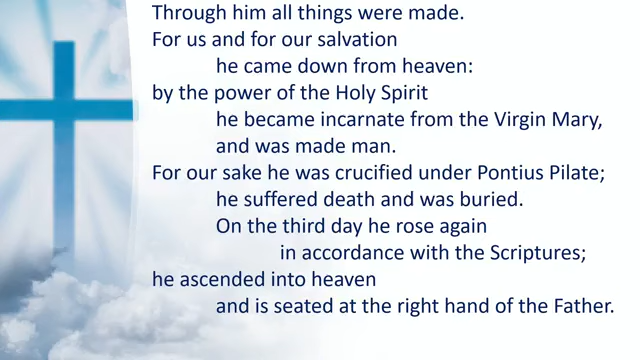 Through him all things were made.
For us and for our salvation
he came down from heaven:
by the power of the Holy Spirit
he became incarnate from the Virgin Mary,
and was made man.
For our sake he was crucified under Pontius Pilate;
he suffered death and was buried.
On the third day he rose again
in accordance with the Scriptures;
he ascended into heaven
and is seated at the right hand of the Father.